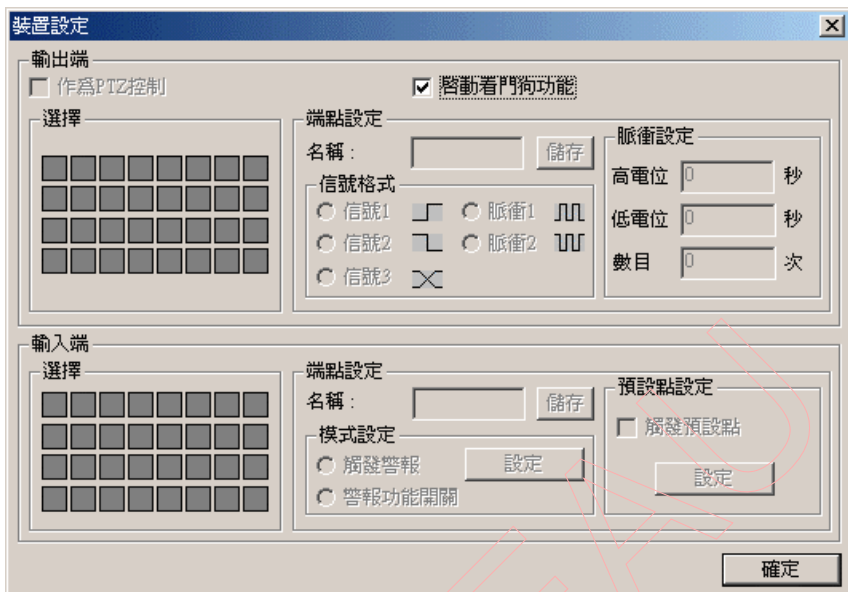 裝置設定
輸出端
作爲PTZ控制
啓動看門狗功能
選擇
端點設定
名稱：
儲存
信號格式
信號1
脈衝1
信號2
脈衝2
信號3
脈衝設定
高電位 0 秒
低電位 0 秒
數目 0 次
輸入端
選擇
端點設定
名稱：
儲存
模式設定
觸發警報
設定
警報功能開關
預設點設定
觸發預設點
設定
確定